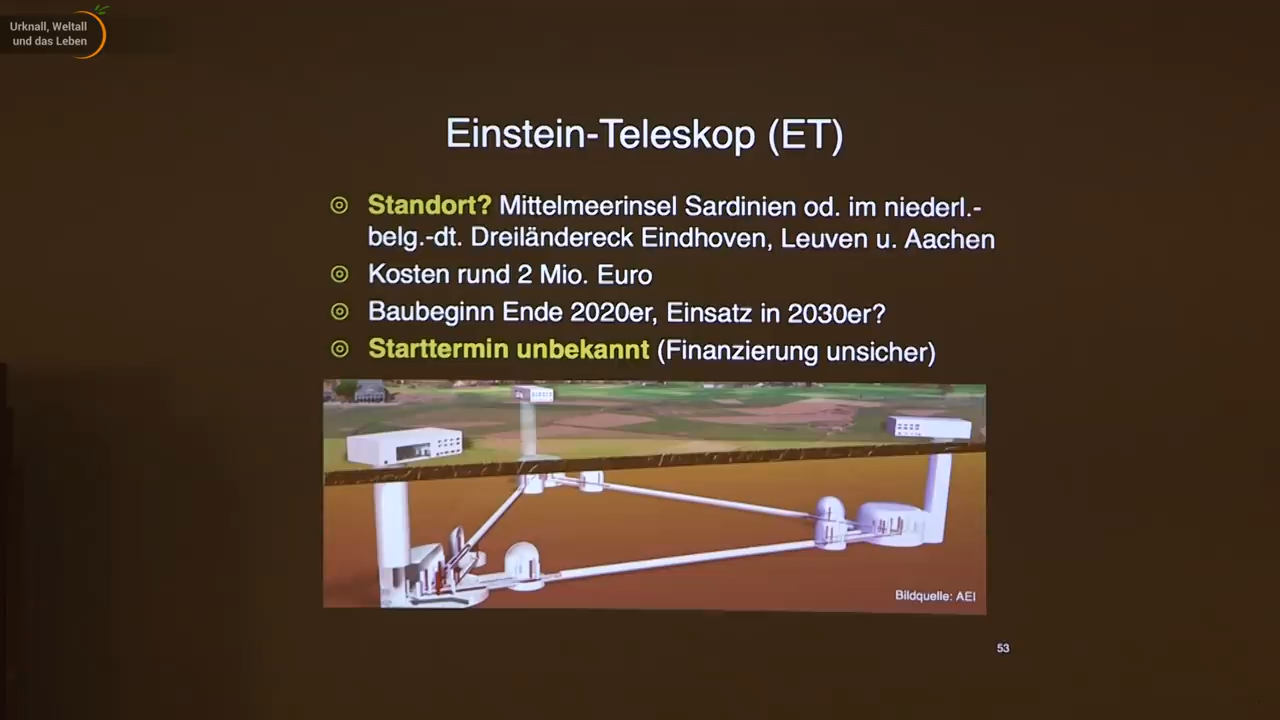 Urknall, Weltall
und das Leben
Einstein-Teleskop (ET)
Standort? Mittelmeerinsel Sardinien od. im niederl.-
belg.-dt. Dreiländereck Eindhoven, Leuven u. Aachen
Kosten rund 2 Mio. Euro
Baubeginn Ende 2020er, Einsatz in 2030er?
Starttermin unbekannt (Finanzierung unsicher)
Bildquelle: AEI
53